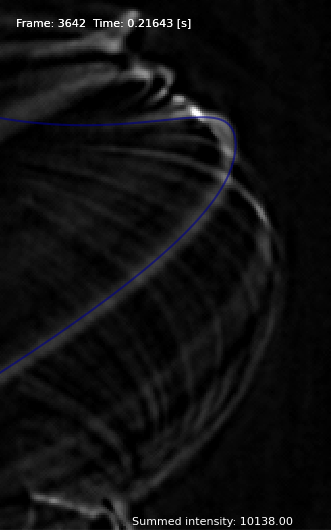 Frame: 3642  Time: 0.21643 [s]
Summed intensity: 10138.00